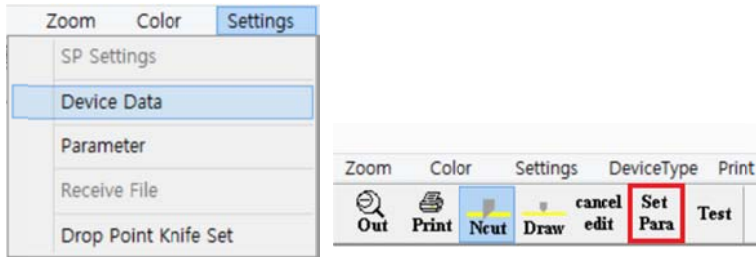 Zoom Color Settings
SP Settings
Device Data
Parameter
Receive File
Drop Point Knife Set
Zoom Color Settings DeviceType Print
Out Print Ncut Draw cancel edit Set Para Test